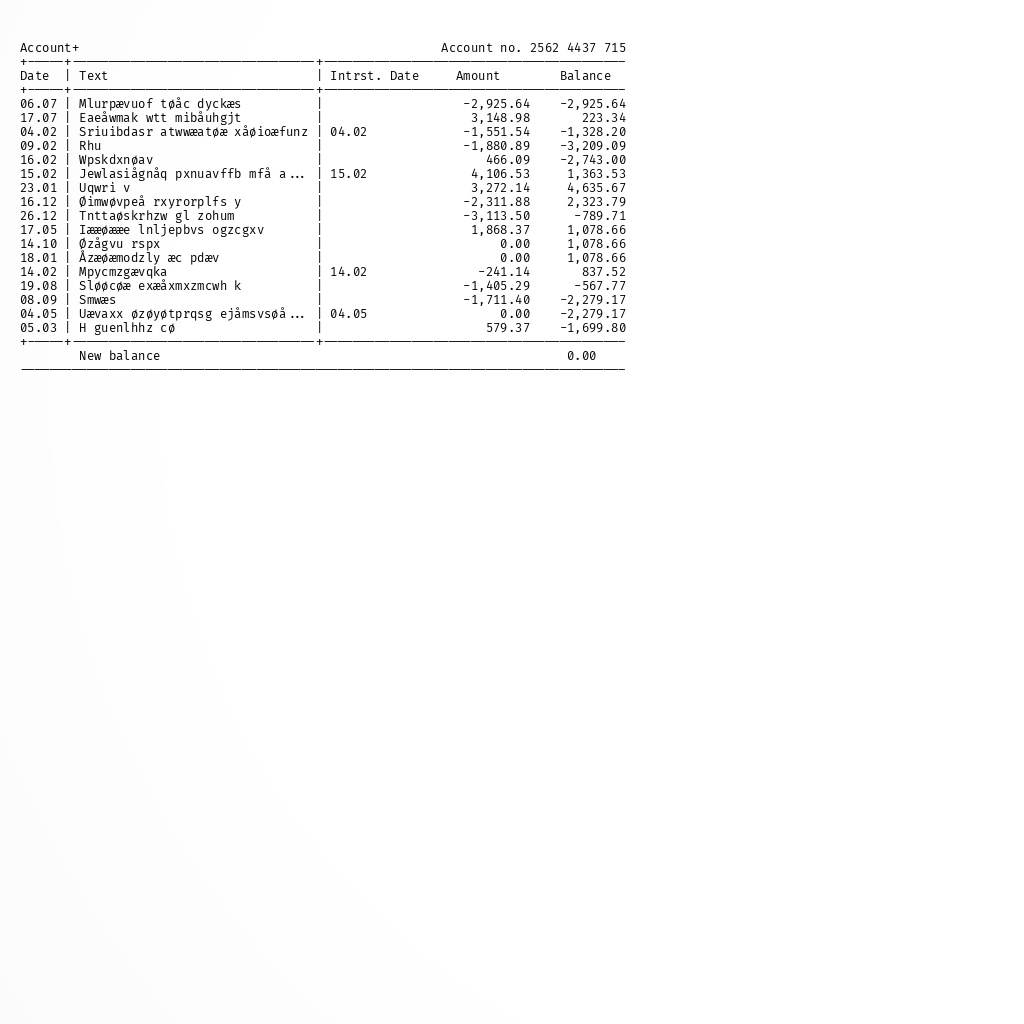 Account+ Account no. 2562 4437 715
Date | Text | Intrst. Date Amount Balance
06.07 | Mlurpævuof tøåc dyckæs | -2,925.64 -2,925.64
17.07 | Eaeåwmak wtt mibåuhgjt | 3,148.98 223.34
04.02 | Sriuibdasr atwwæatøæ xåøioæfunz | 04.02 -1,551.54 -1,328.20
09.02 | Rhu | -1,880.89 -3,209.09
16.02 | Wpskdxnøav | 466.09 -2,743.00
15.02 | Jewlasiågnåq pxnuavffb mfå a... | 15.02 4,106.53 1,363.53
23.01 | Uqwri v | 3,272.14 4,635.67
16.12 | Øimwøvpeå rxyrorplfs y | -2,311.88 2,323.79
26.12 | Tnttaøskrhzw gl zohum | -3,113.50 -789.71
17.05 | Iææøææe lnljepbvs ogzcgxv | 1,868.37 1,078.66
14.10 | Øzågvu rspx | 0.00 1,078.66
18.01 | Åzæøæmodzly æc pdæv | 0.00 1,078.66
14.02 | Mpycmzgævqka | 14.02 -241.14 837.52
19.08 | Sløøcøæ exæåxmxzmcwh k | -1,405.29 -567.77
08.09 | Smwæs | -1,711.40 -2,279.17
04.05 | Uævaxx øzøyøtprqsg ejåmsvsøå... | 04.05 0.00 -2,279.17
05.03 | H guenlhhz cø | 579.37 -1,699.80
New balance 0.00